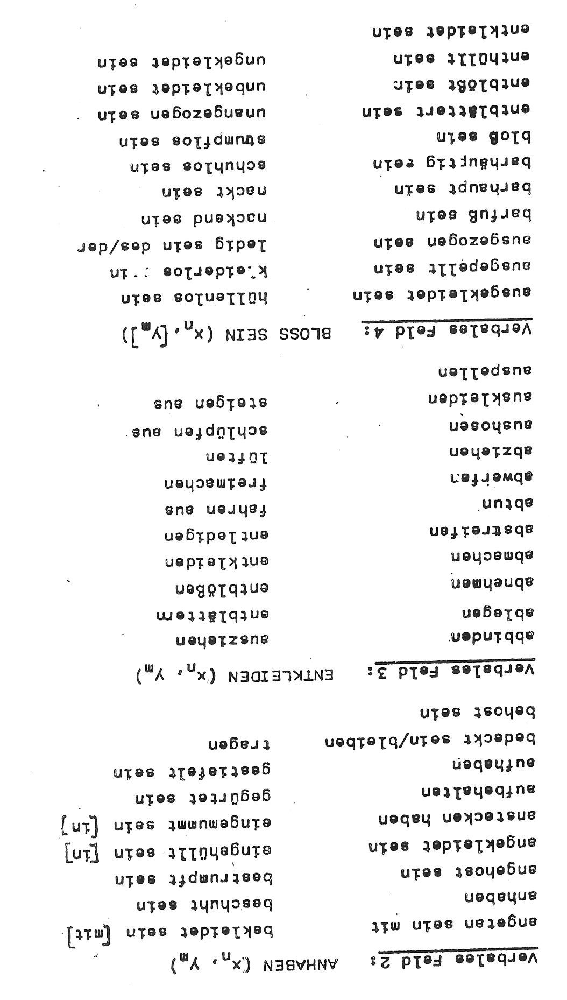 Verbales Feld 2: ANHABEN (xₙ, Yₘ)
angetan sein mit
anhaben
angehost sein
angekleidet sein
anstecken haben
aufbehalten
aufhaben
bedeckt sein/bleiben
behost sein
bekleidet sein [mit]
beschuht sein
bestrumpft sein
eingehüllt sein [in]
eingemummt sein [in]
gegürtet sein
gestiefelt sein
tragen
Verbales Feld 3: ENTKLEIDEN (xₙ, Yₘ)
abbinden
ablegen
abnehmen
abmachen
abstreifen
abtun
abwerfen
abziehen
aushosen
auskleiden
auspellen
ausziehen
entblättern
entblößen
entkleiden
entledigen
fahren aus
freimachen
lüften
schlüpfen aus
steigen aus
Verbales Feld 4: BLOSS SEIN (xₙ, [Yₘ])
ausgekleidet sein
ausgepellt sein
ausgezogen sein
barfuß sein
barhaupt sein
barhäuptig sein
bloß sein
entblättert sein
entblößt sein
enthüllt sein
entkleidet sein
hüllenlos sein
kleiderlos sein
ledig sein des/der
nackend sein
nackt sein
schuhlos sein
strumpflos sein
unangezogen sein
unbekleidet sein
ungekleidet sein